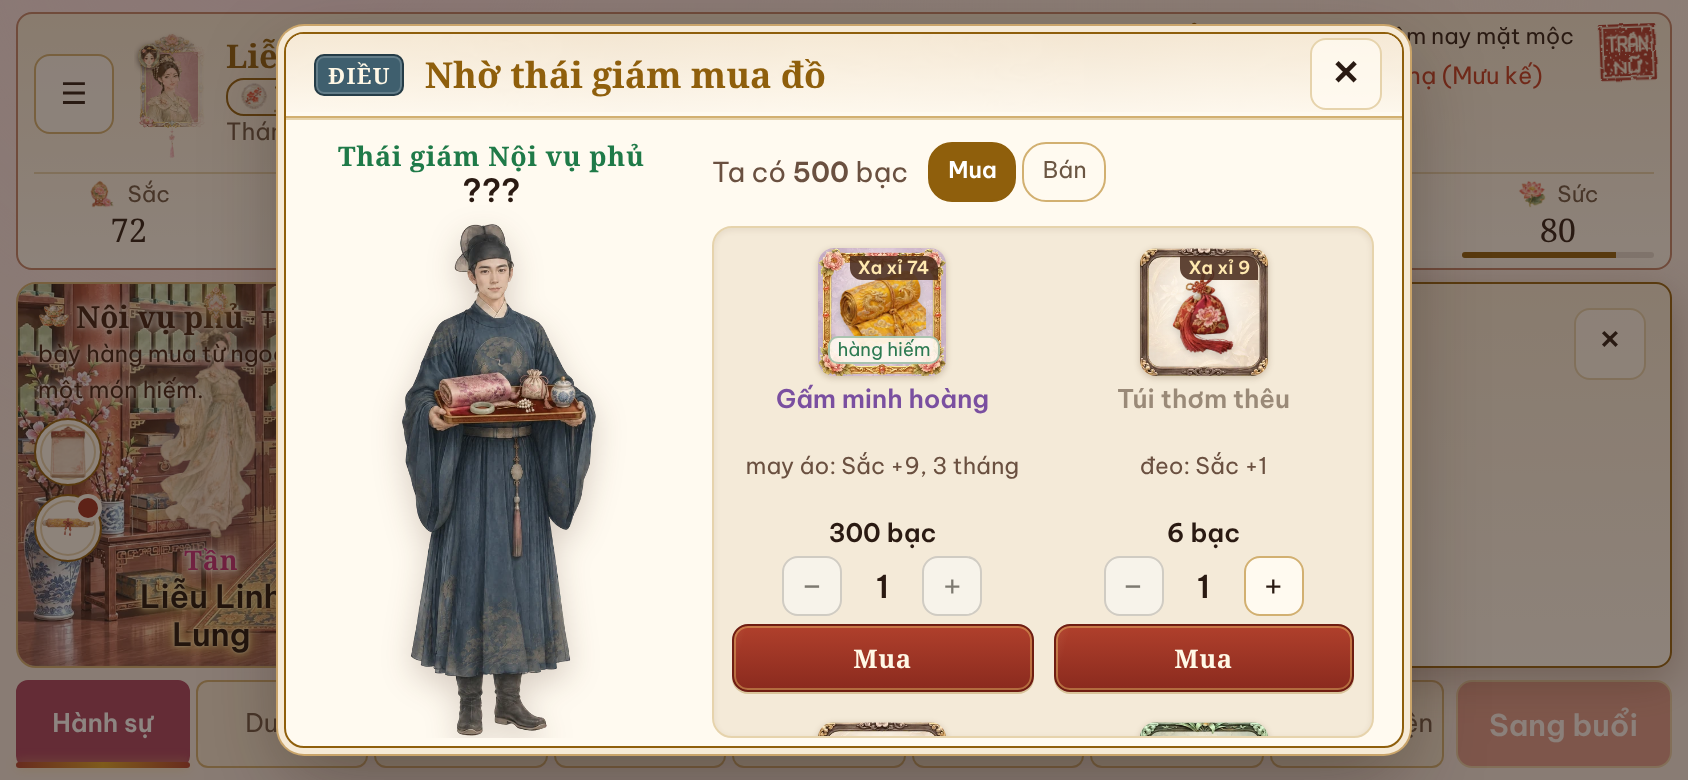 ĐIỀU Nhờ thái giám mua đồ ×
Thái giám Nội vụ phủ
???
Ta có 500 bạc Mua Bán
Xa xỉ 74
hàng hiếm
Gấm minh hoàng
may áo: Sắc +9, 3 tháng
300 bạc
− 1 +
Mua
Xa xỉ 9
Túi thơm thêu
đeo: Sắc +1
6 bạc
− 1 +
Mua
Sắc
72
nay mặt mộc
(Mưu kế)
TRÂN NỮ
Sức
80
×
Nội vụ phủ
bày hàng mua từ
một món hiếm.
Tần
Liễu Linh
Lung
Hành sự
Sang buổi